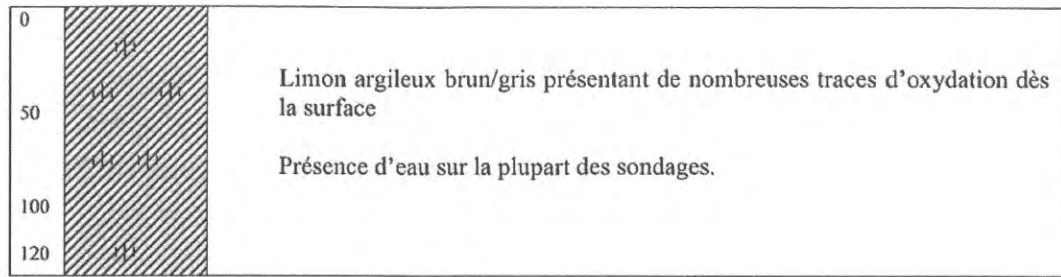 0
50
100
120
Limon argileux brun/gris présentant de nombreuses traces d'oxydation dès
la surface
Présence d'eau sur la plupart des sondages.